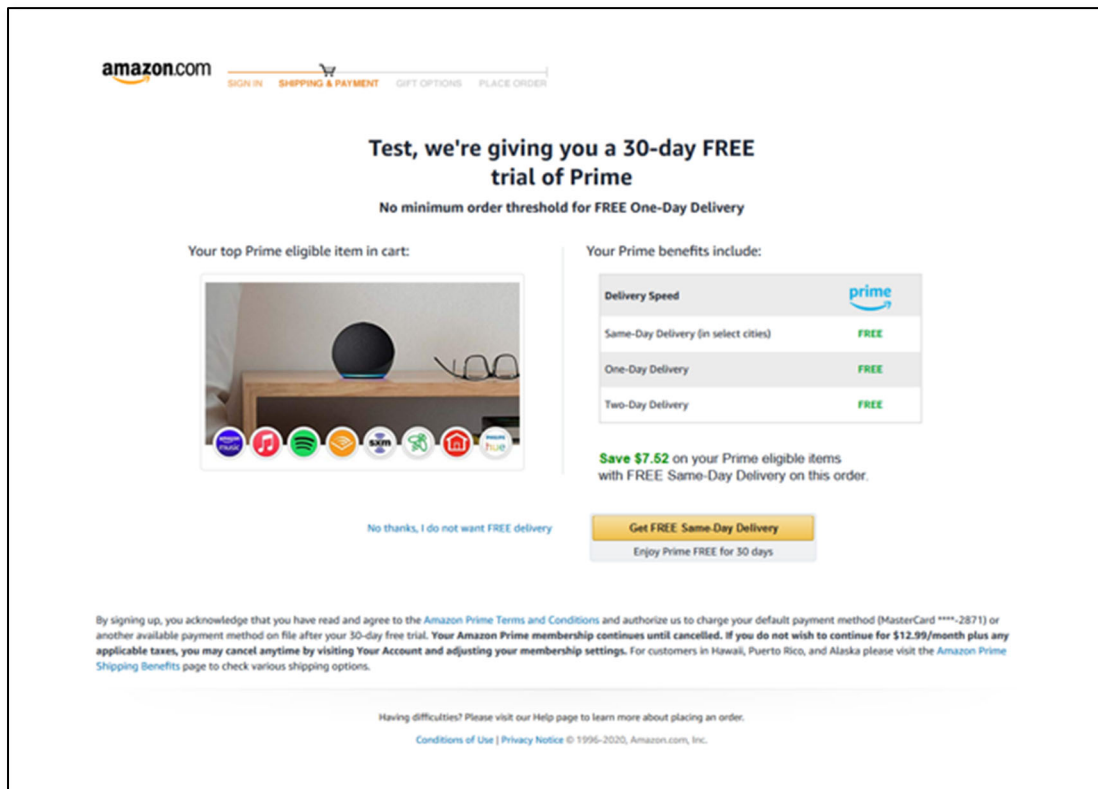 amazon.com
SIGN IN SHIPPING & PAYMENT GIFT OPTIONS PLACE ORDER
Test, we're giving you a 30-day FREE
trial of Prime
No minimum order threshold for FREE One-Day Delivery
Your top Prime eligible item in cart:
amazon music
sxm
PHILIPS
hue
Your Prime benefits include:
Delivery Speed prime
Same-Day Delivery (in select cities) FREE
One-Day Delivery FREE
Two-Day Delivery FREE
Save $7.52 on your Prime eligible items
with FREE Same-Day Delivery on this order.
No thanks, I do not want FREE delivery
Get FREE Same-Day Delivery
Enjoy Prime FREE for 30 days
By signing up, you acknowledge that you have read and agree to the Amazon Prime Terms and Conditions and authorize us to charge your default payment method (MasterCard ****-2871) or
another available payment method on file after your 30-day free trial. Your Amazon Prime membership continues until cancelled. If you do not wish to continue for $12.99/month plus any
applicable taxes, you may cancel anytime by visiting Your Account and adjusting your membership settings. For customers in Hawaii, Puerto Rico, and Alaska please visit the Amazon Prime
Shipping Benefits page to check various shipping options.
Having difficulties? Please visit our Help page to learn more about placing an order.
Conditions of Use | Privacy Notice © 1996-2020, Amazon.com, Inc.